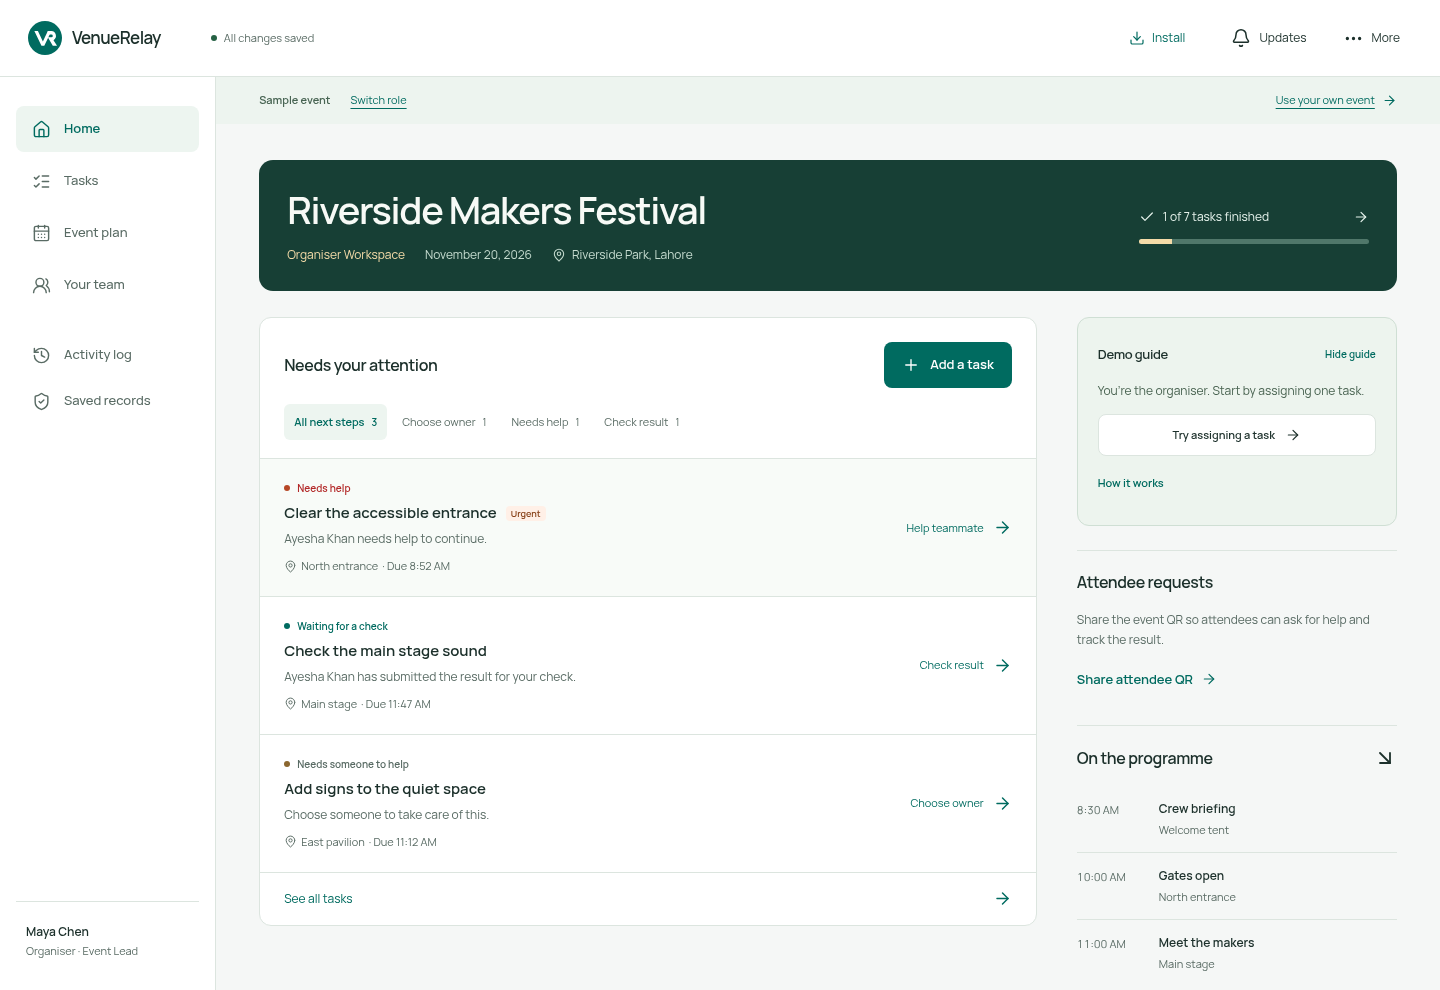 VR VenueRelay
All changes saved
Install
Updates
More
Home
Tasks
Event plan
Your team
Activity log
Saved records
Maya Chen
Organiser · Event Lead
Sample event
Switch role
Use your own event
Riverside Makers Festival
Organiser Workspace
November 20, 2026
Riverside Park, Lahore
1 of 7 tasks finished
Needs your attention
Add a task
All next steps 3
Choose owner 1
Needs help 1
Check result 1
Needs help
Clear the accessible entrance Urgent
Ayesha Khan needs help to continue.
North entrance · Due 8:52 AM
Help teammate
Waiting for a check
Check the main stage sound
Ayesha Khan has submitted the result for your check.
Main stage · Due 11:47 AM
Check result
Needs someone to help
Add signs to the quiet space
Choose someone to take care of this.
East pavilion · Due 11:12 AM
Choose owner
See all tasks
Demo guide
Hide guide
You're the organiser. Start by assigning one task.
Try assigning a task
How it works
Attendee requests
Share the event QR so attendees can ask for help and
track the result.
Share attendee QR
On the programme
8:30 AM
Crew briefing
Welcome tent
10:00 AM
Gates open
North entrance
11:00 AM
Meet the makers
Main stage